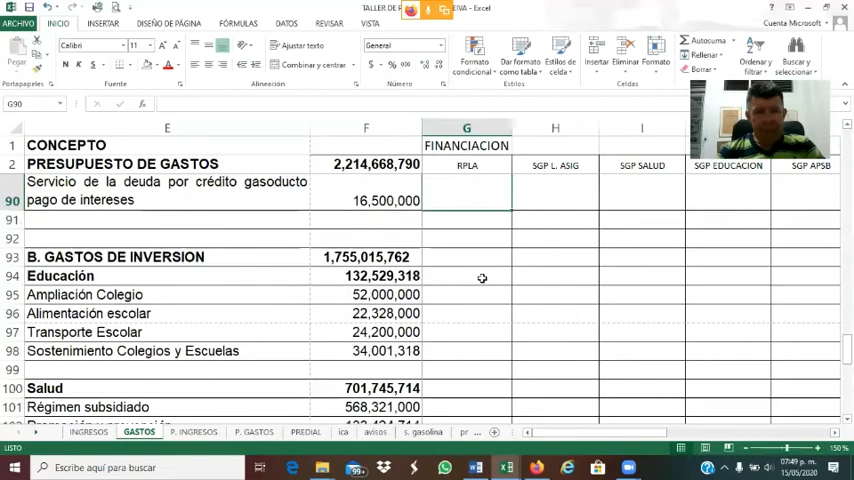 TALLER DE P EIVA - Excel
ARCHIVO INICIO INSERTAR DISEÑO DE PÁGINA FÓRMULAS DATOS REVISAR VISTA Cuenta Microsoft
Pegar Calibri 11 Ajustar texto General Formato condicional Dar formato como tabla Estilos de celda Insertar Eliminar Formato Autosuma Rellenar Borrar Ordenar y filtrar Buscar y seleccionar
N K S Combinar y centrar $ %
Portapapeles Fuente Alineación Número Estilos Celdas
G90 fx
E F G H I
1 CONCEPTO FINANCIACION
2 PRESUPUESTO DE GASTOS 2,214,668,790 RPLA SGP L. ASIG SGP SALUD SGP EDUCACION SGP APSB
Servicio de la deuda por crédito gasoducto
90 pago de intereses 16,500,000
91
92
93 B. GASTOS DE INVERSION 1,755,015,762
94 Educación 132,529,318
95 Ampliación Colegio 52,000,000
96 Alimentación escolar 22,328,000
97 Transporte Escolar 24,200,000
98 Sostenimiento Colegios y Escuelas 34,001,318
99
100 Salud 701,745,714
101 Régimen subsidiado 568,321,000
INGRESOS GASTOS P. INGRESOS P. GASTOS PREDIAL ica avisos s. gasolina pr ...
LISTO 150 %
Escribe aquí para buscar 99+ 07:49 p. m.
15/05/2020